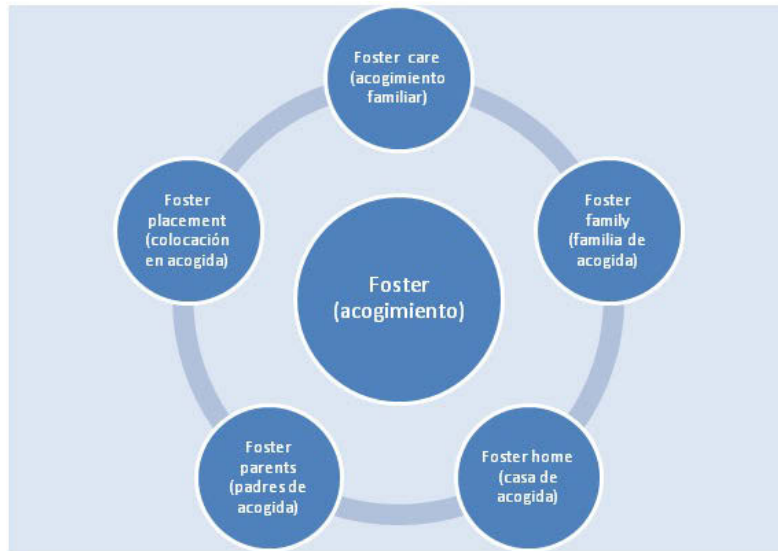 Foster care
(acogimiento
familiar)
Foster
family
(familia de
acogida)
Foster home
(casa de
acogida)
Foster
parents
(padres de
acogida)
Foster
placement
(colocación
en acogida)
Foster
(acogimiento)